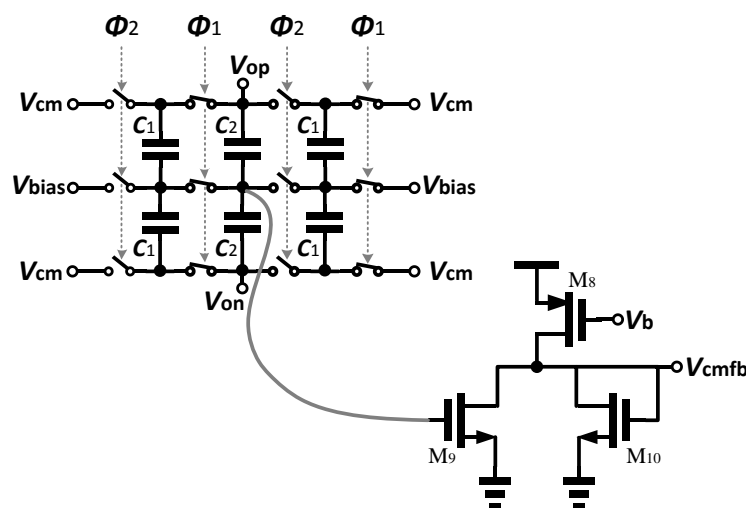 Φ2 Φ1 Φ2 Φ1
Vop
Vcm Vcm
C1 C2 C1
Vbias Vbias
C1 C2 C1
Vcm Vcm
Von
M8
Vb
Vcmfb
M9 M10